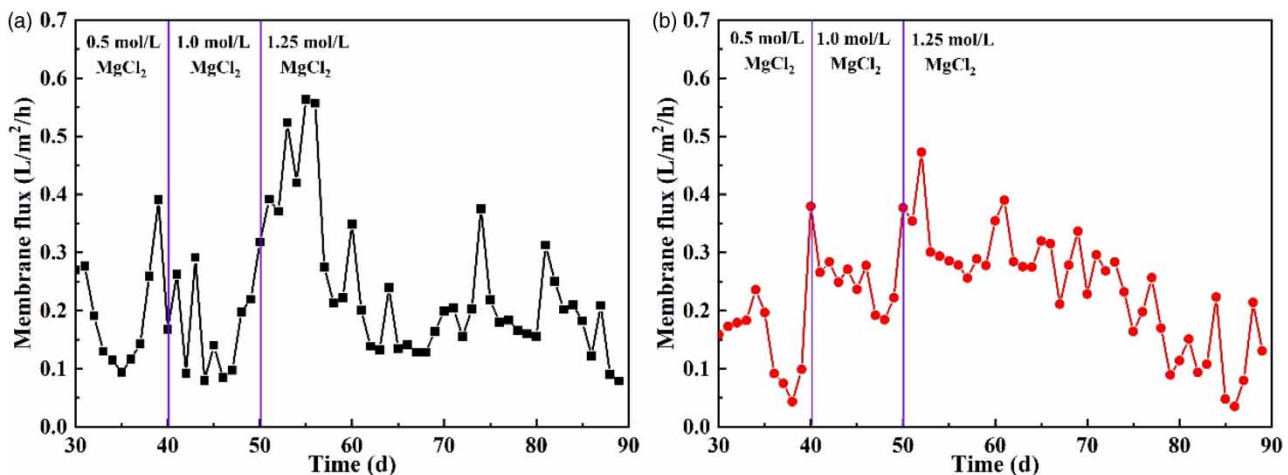 (a)
0.7
0.6
0.5
0.4
0.3
0.2
0.1
0.0
Membrane flux (L/m²/h)
0.5 mol/L
MgCl₂
1.0 mol/L
MgCl₂
1.25 mol/L
MgCl₂
30 40 50 60 70 80 90
Time (d)
(b)
0.7
0.6
0.5
0.4
0.3
0.2
0.1
0.0
Membrane flux (L/m²/h)
0.5 mol/L
MgCl₂
1.0 mol/L
MgCl₂
1.25 mol/L
MgCl₂
30 40 50 60 70 80 90
Time (d)